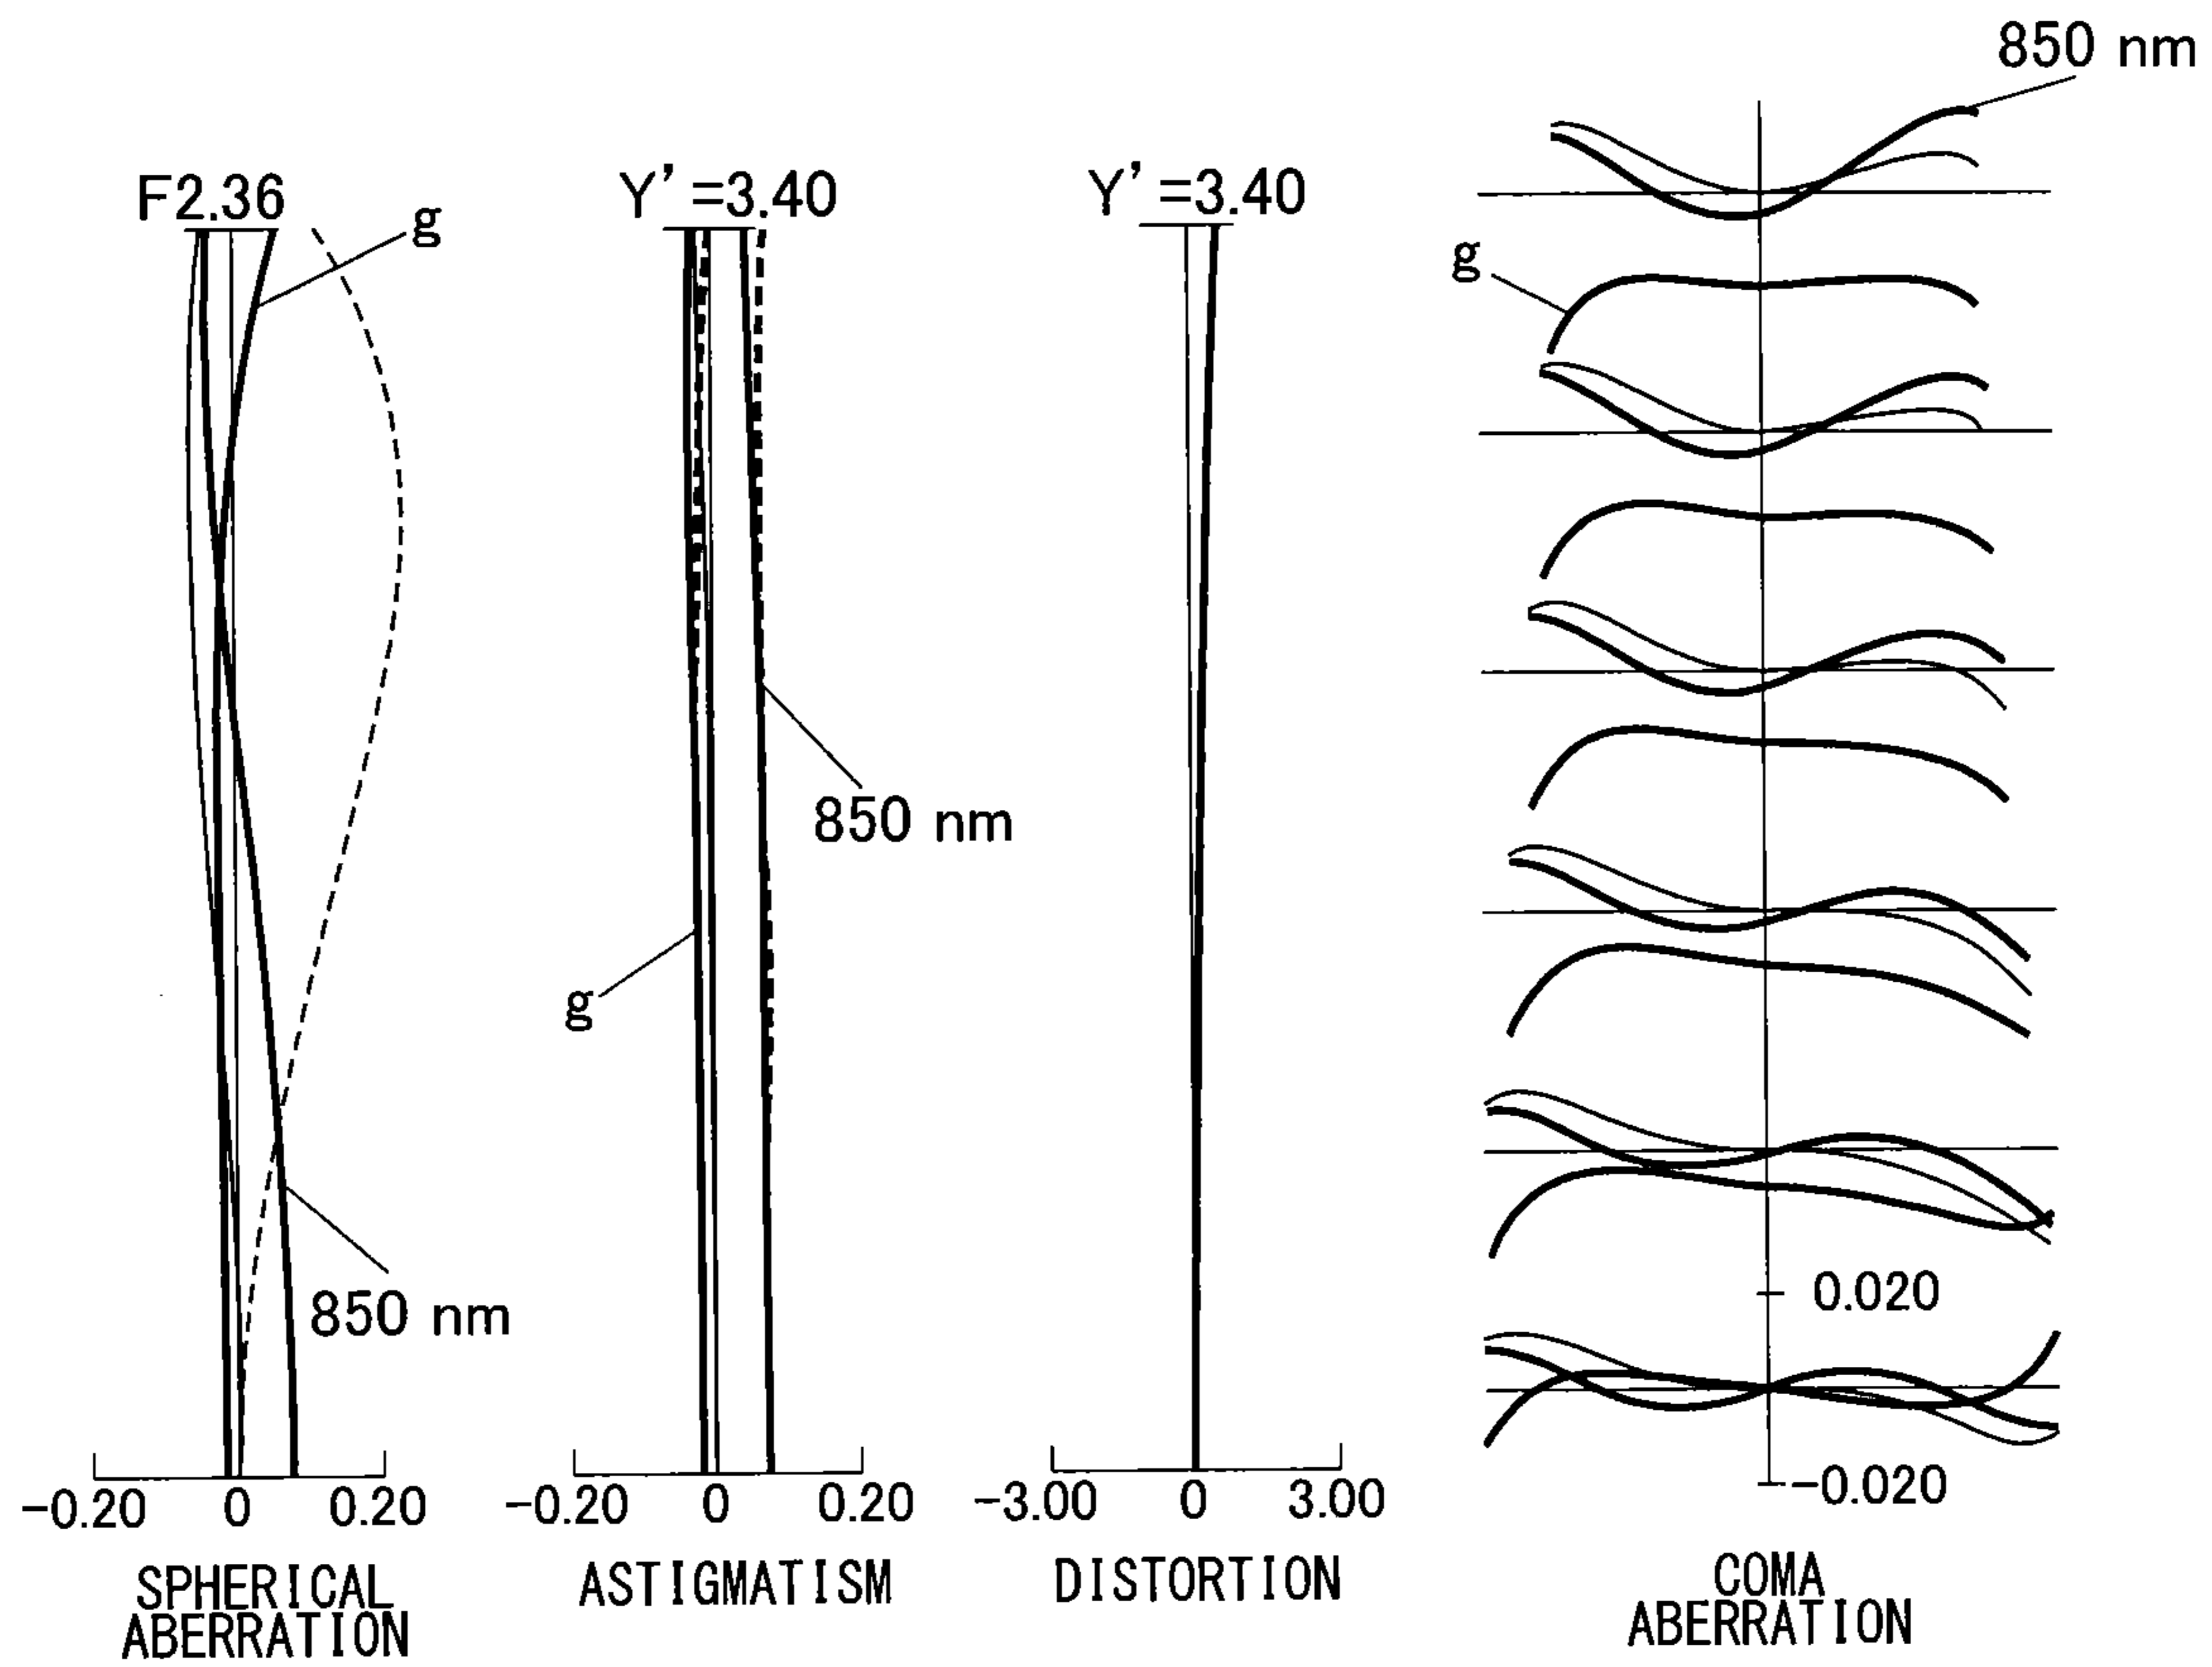 850 nm
F2.36
g
Y' =3.40
Y' =3.40
g
850 nm
g
850 nm
0.020
-0.020
-0.20 0 0.20
-0.20 0 0.20
-3.00 0 3.00
SPHERICAL
ABERRATION
ASTIGMATISM
DISTORTION
COMA
ABERRATION